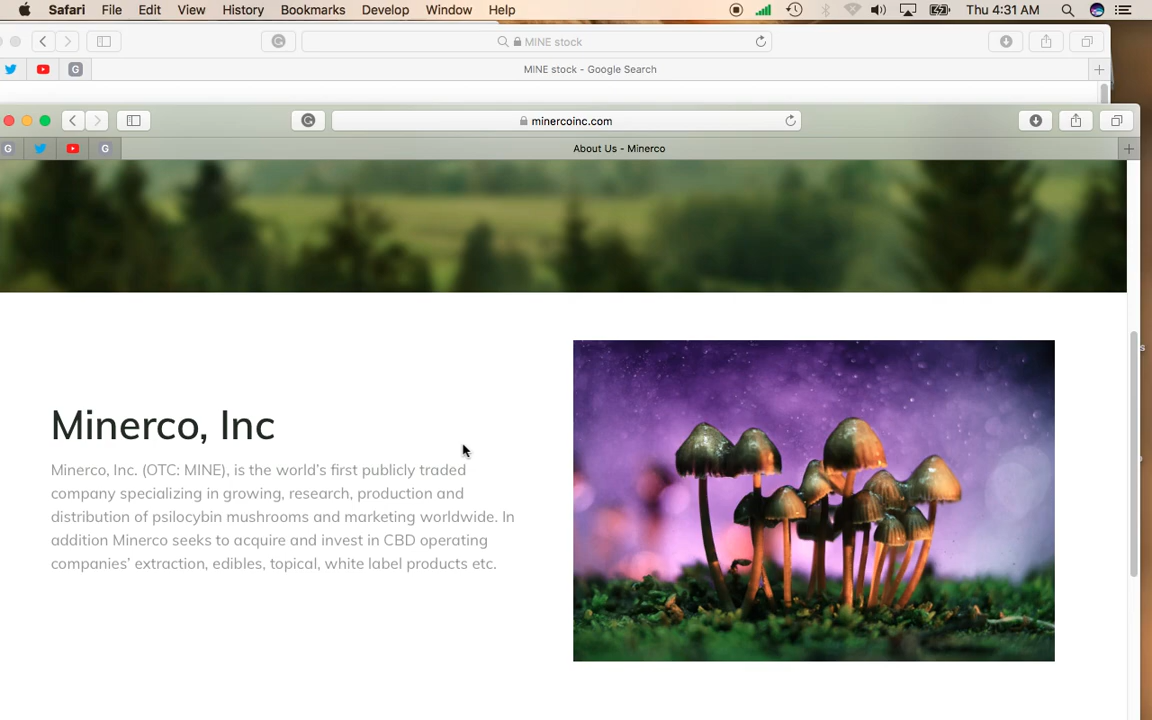 Safari File Edit View History Bookmarks Develop Window Help Thu 4:31 AM
MINE stock
G MINE stock - Google Search
minercoinc.com
G G About Us - Minerco
Minerco, Inc
Minerco, Inc. (OTC: MINE), is the world's first publicly traded
company specializing in growing, research, production and
distribution of psilocybin mushrooms and marketing worldwide. In
addition Minerco seeks to acquire and invest in CBD operating
companies' extraction, edibles, topical, white label products etc.
s